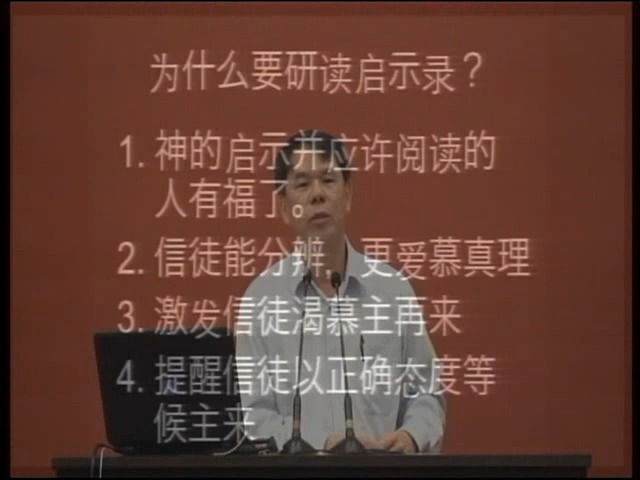 为什么要研读启示录？
1. 神的启示并应许阅读的
人有福了。
2. 信徒能分辨、更爱慕真理
3. 激发信徒渴慕主再来
4. 提醒信徒以正确态度等
候主来